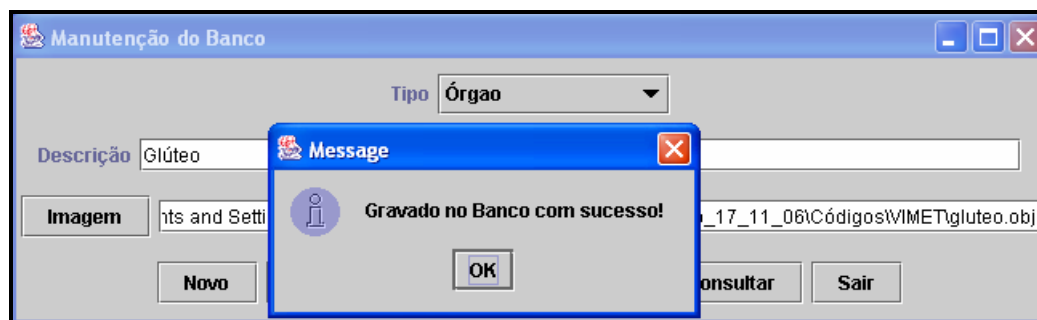 Manutenção do Banco
Tipo Órgao
Descrição Glúteo
Message
Gravado no Banco com sucesso!
OK
Imagem nts and Setti _17_11_06\Códigos\VIMET\gluteo.obj
Novo onsultar Sair